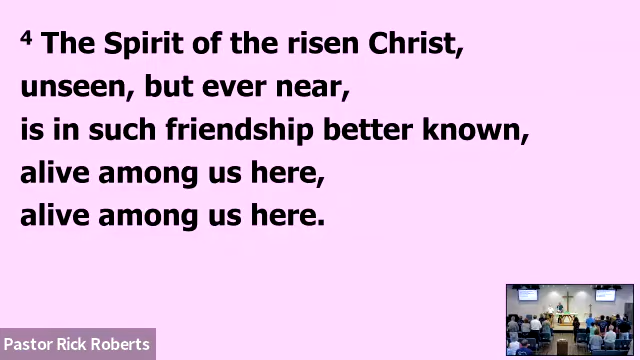 ⁴ The Spirit of the risen Christ,
unseen, but ever near,
is in such friendship better known,
alive among us here,
alive among us here.
Pastor Rick Roberts